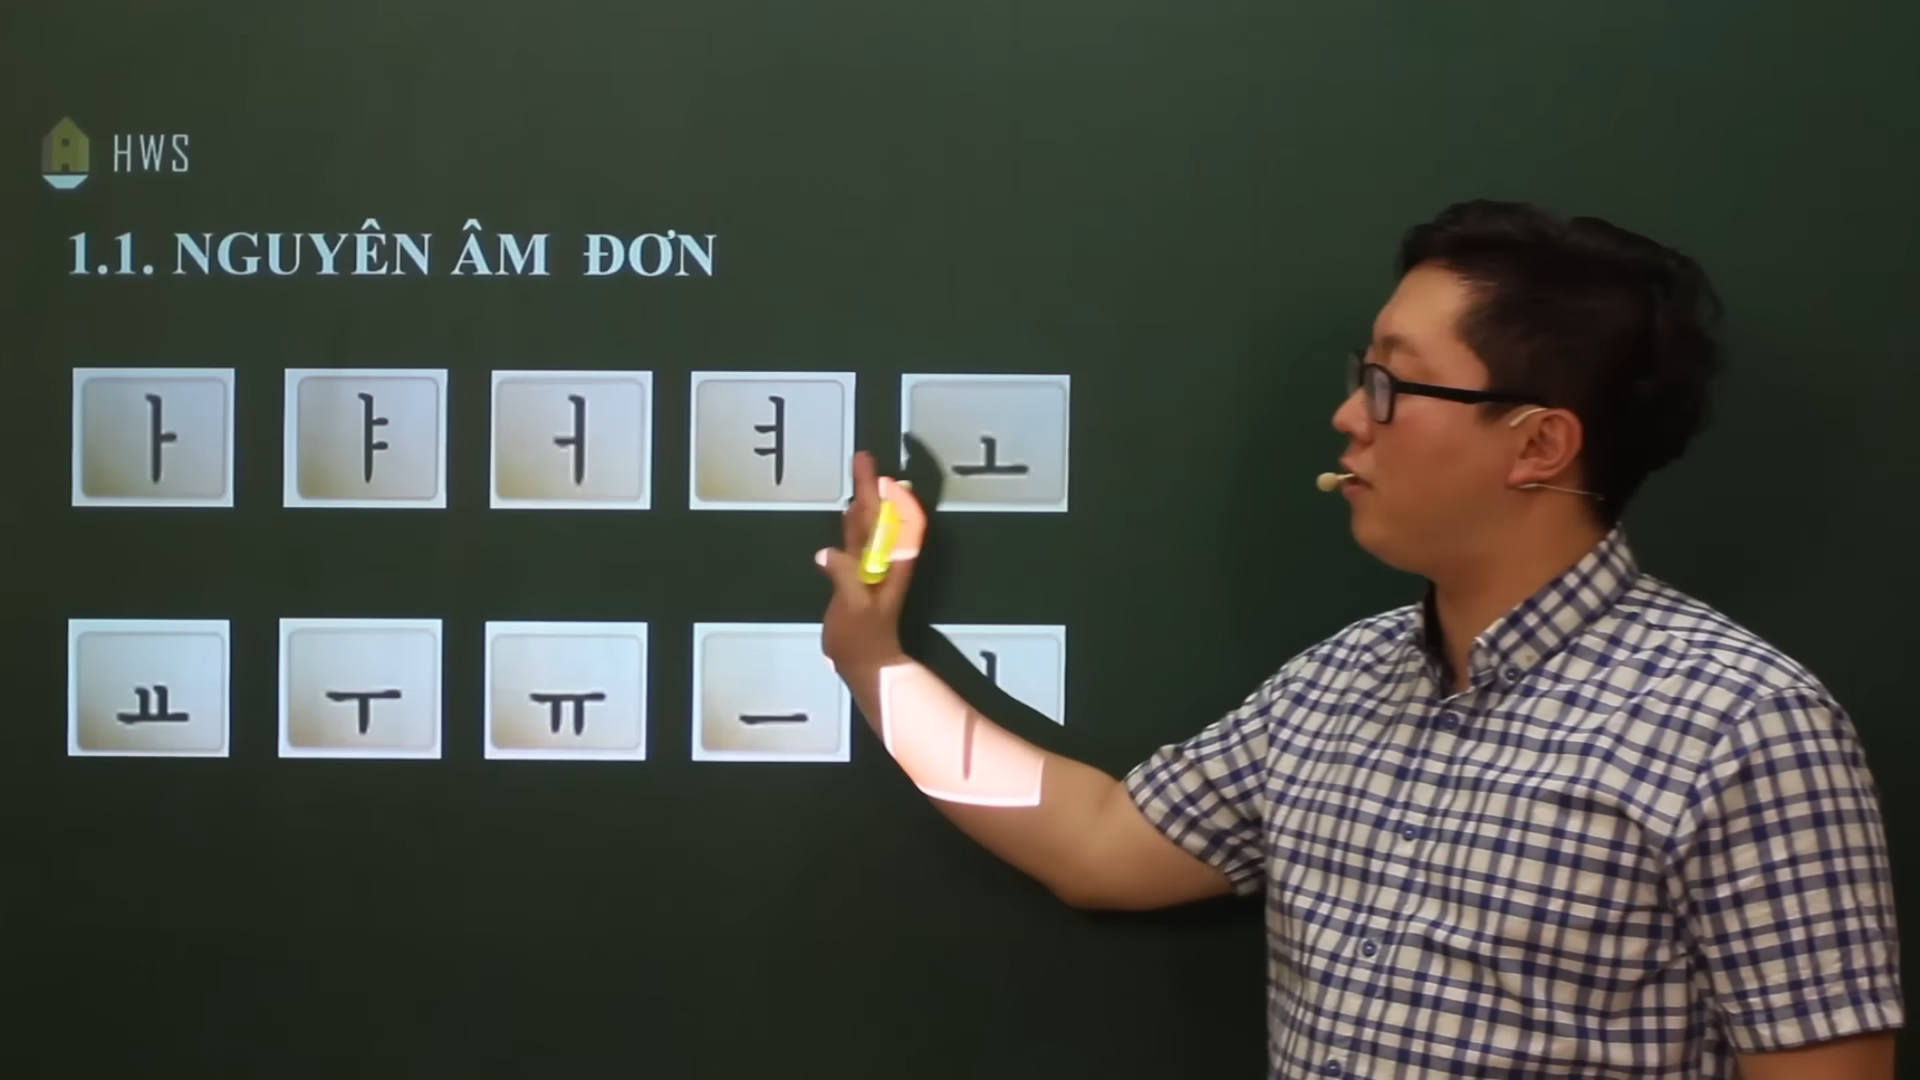 HWS
1.1. NGUYÊN ÂM ĐƠN
ㅏ ㅑ ㅓ ㅕ ㅗ
ㅛ ㅜ ㅠ ㅡ ㅣ